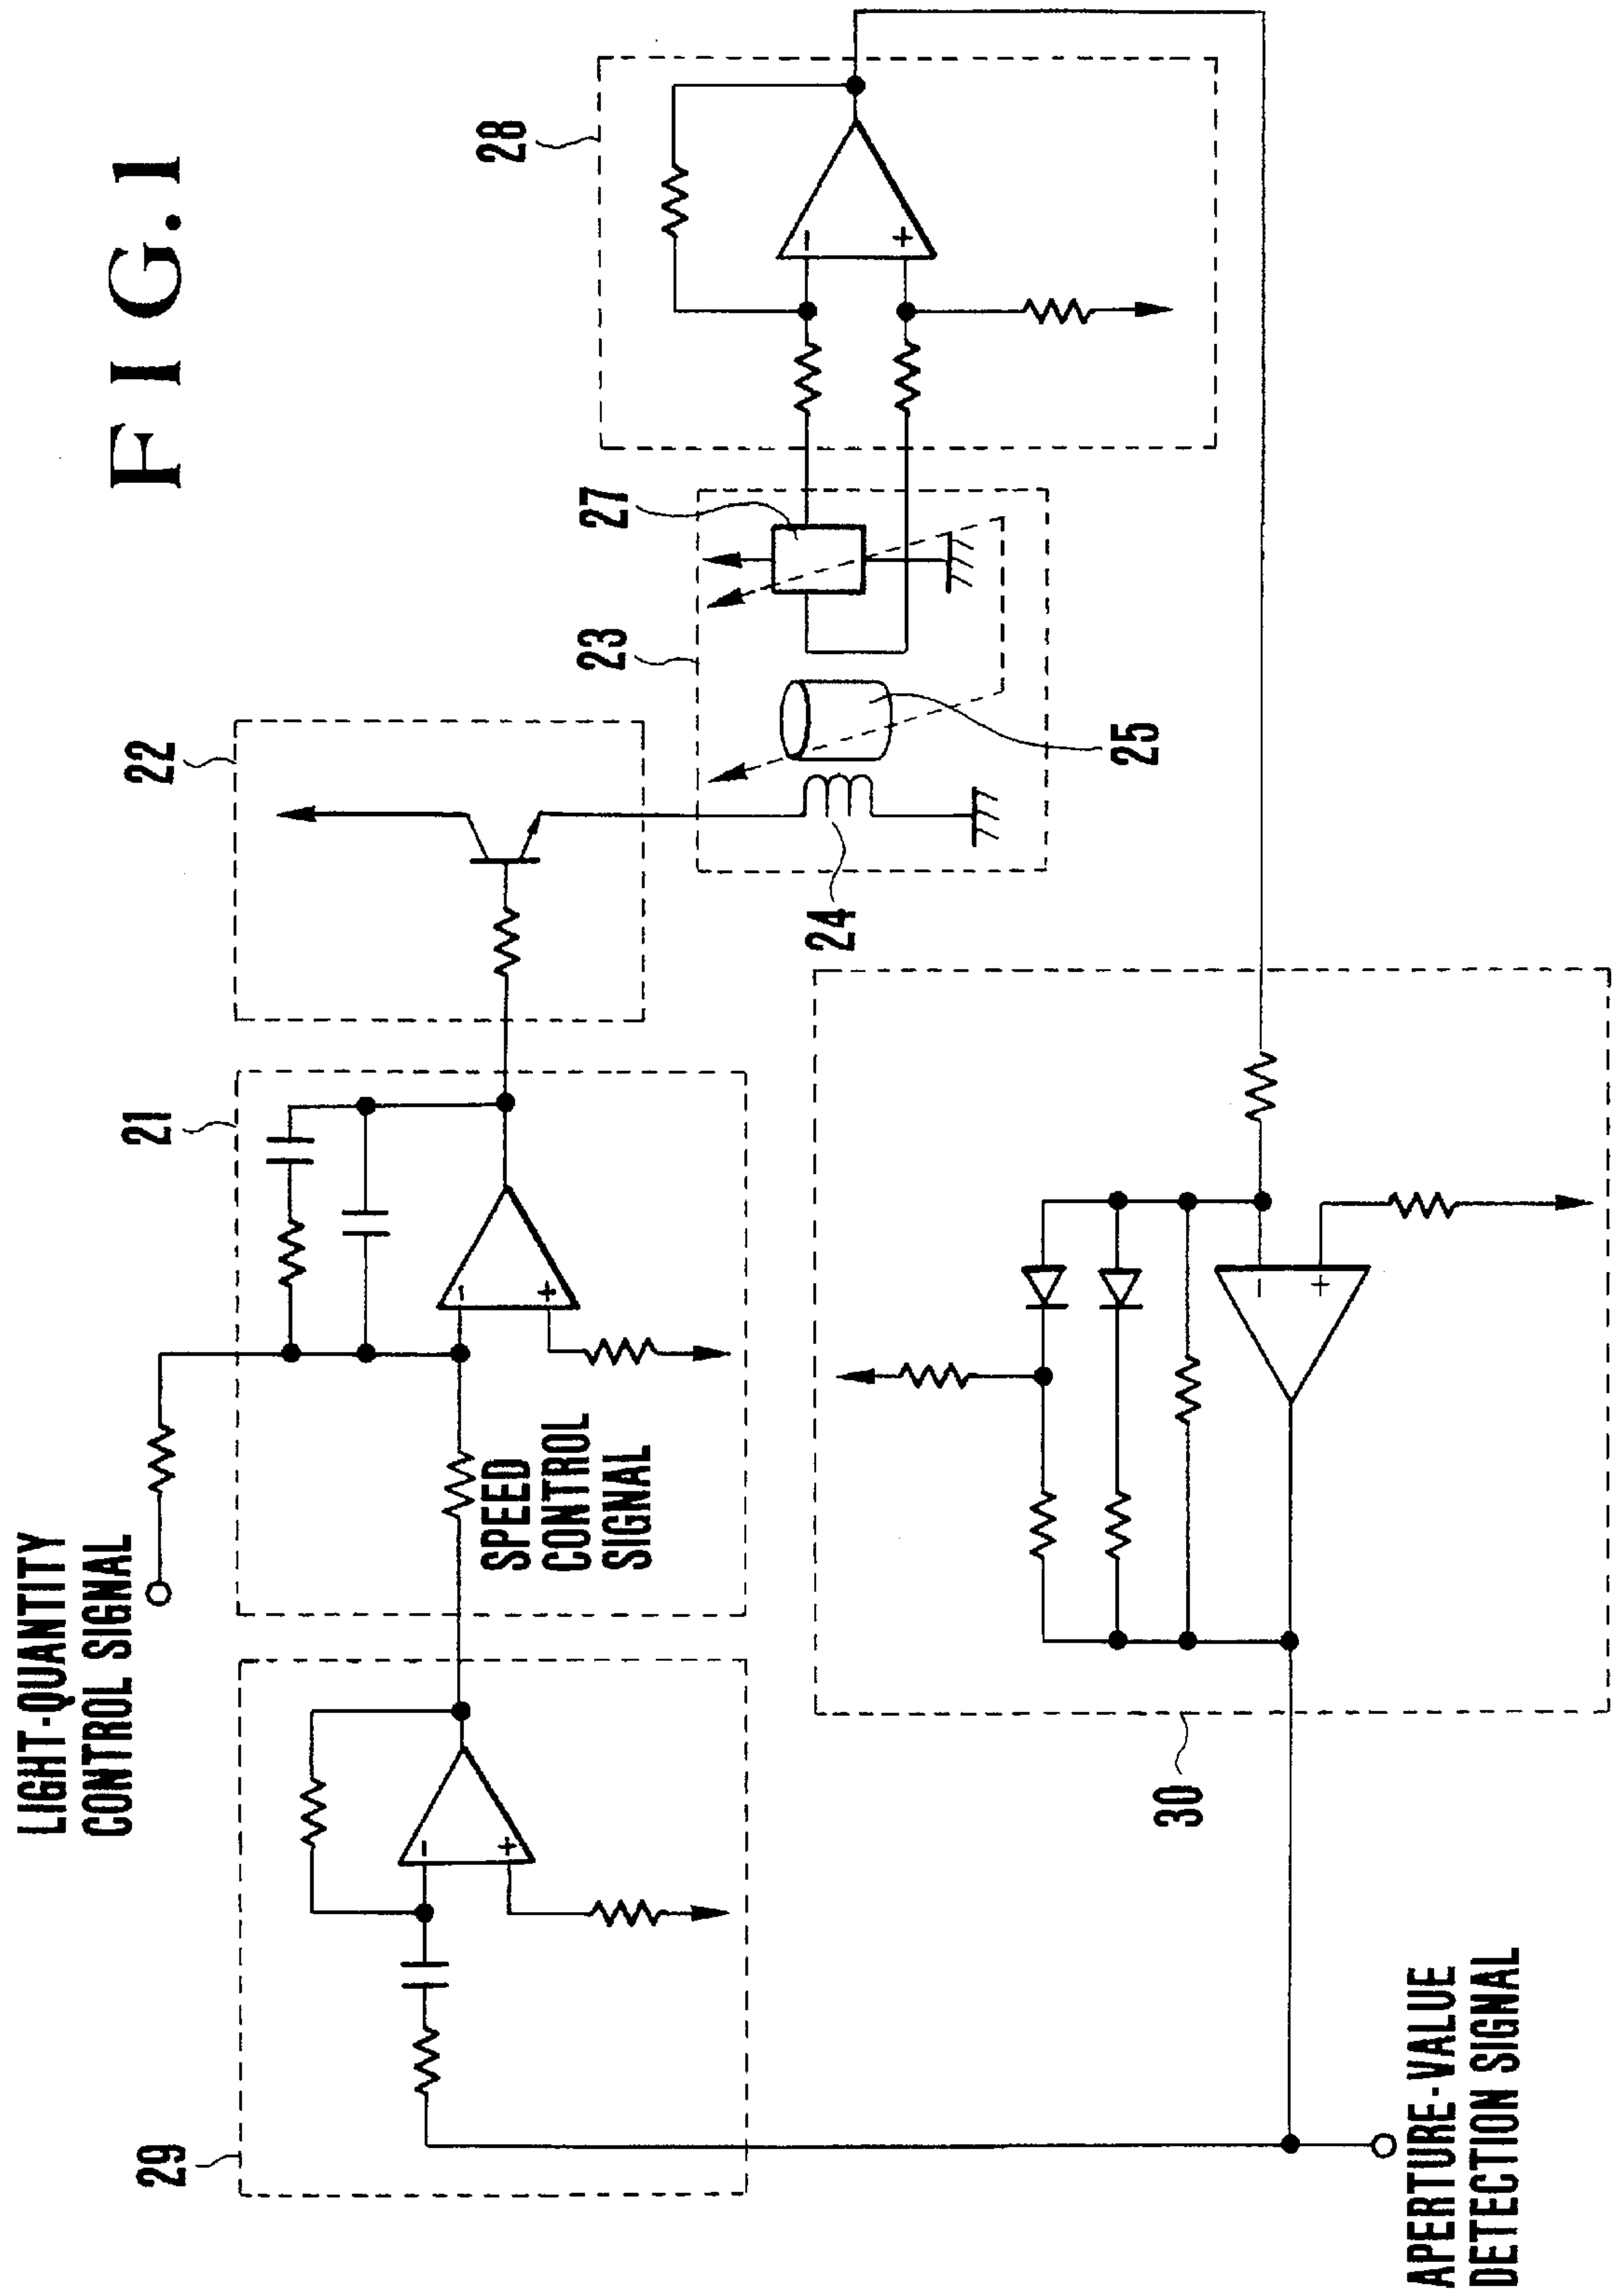 FIG.1
LIGHT-QUANTITY
CONTROL SIGNAL
21
22
23
24
25
27
28
29
30
SPEED
CONTROL
SIGNAL
APERTURE-VALUE
DETECTION SIGNAL